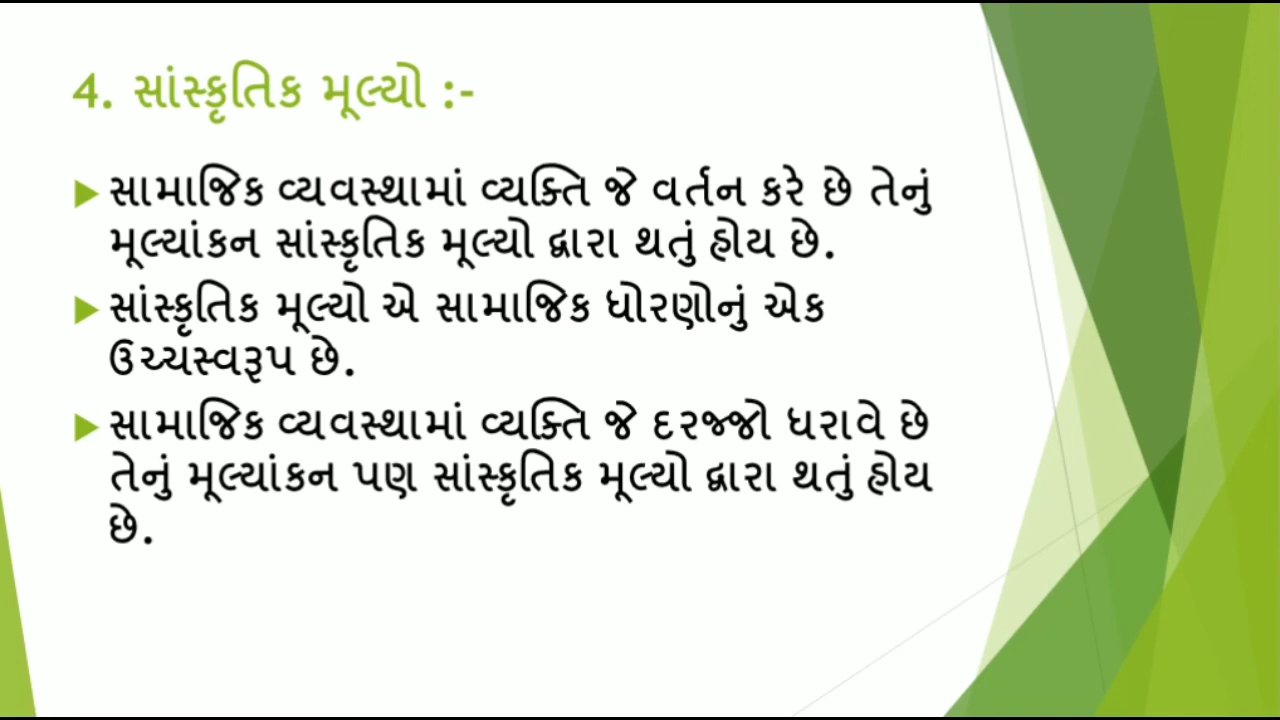 4. સાંસ્કૃતિક મૂલ્યો :-
સામાજિક વ્યવસ્થામાં વ્યક્તિ જે વર્તન કરે છે તેનું
મૂલ્યાંકન સાંસ્કૃતિક મૂલ્યો દ્વારા થતું હોય છે.
સાંસ્કૃતિક મૂલ્યો એ સામાજિક ધોરણોનું એક
ઉચ્ચસ્વરૂપ છે.
સામાજિક વ્યવસ્થામાં વ્યક્તિ જે દરજ્જો ધરાવે છે
તેનું મૂલ્યાંકન પણ સાંસ્કૃતિક મૂલ્યો દ્વારા થતું હોય
છે.